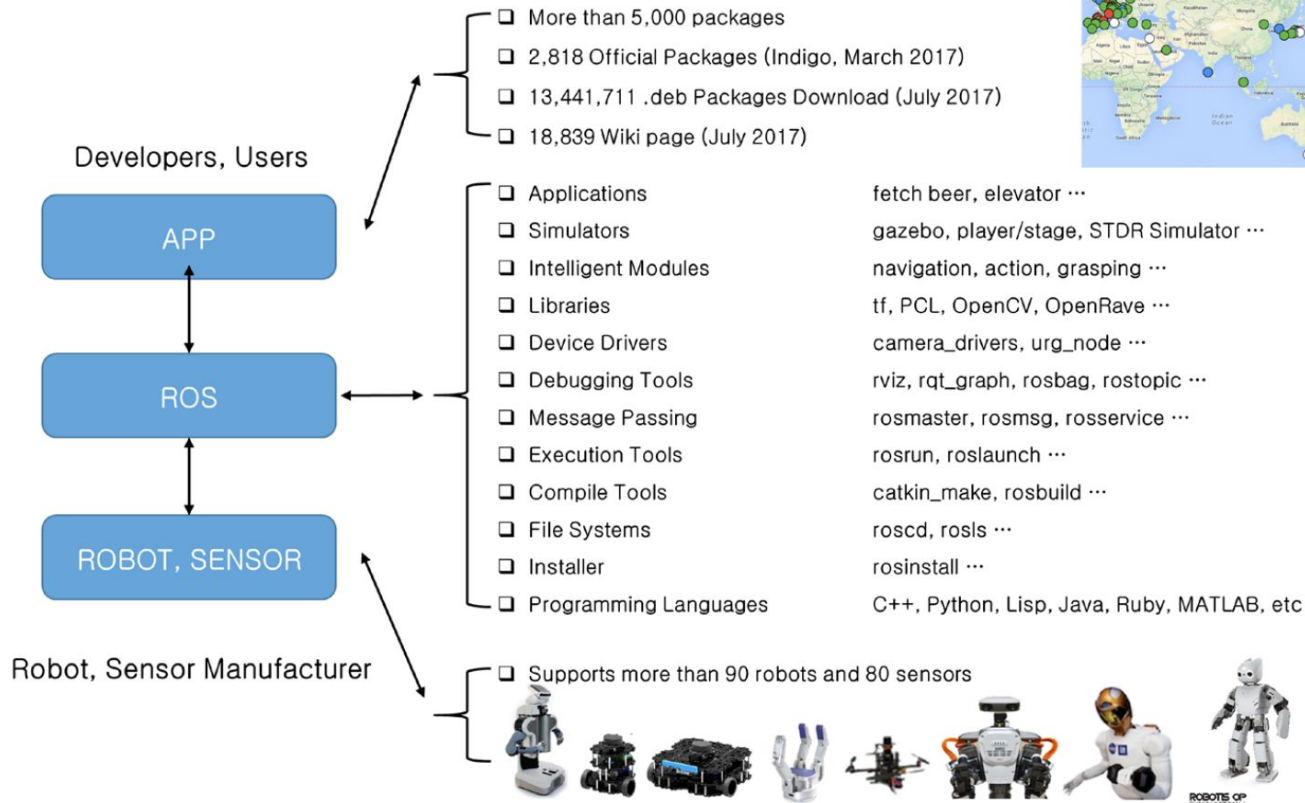 ❑ More than 5,000 packages
❑ 2,818 Official Packages (Indigo, March 2017)
❑ 13,441,711 .deb Packages Download (July 2017)
❑ 18,839 Wiki page (July 2017)
Developers, Users
APP
ROS
ROBOT, SENSOR
Robot, Sensor Manufacturer
❑ Applications fetch beer, elevator ···
❑ Simulators gazebo, player/stage, STDR Simulator ···
❑ Intelligent Modules navigation, action, grasping ···
❑ Libraries tf, PCL, OpenCV, OpenRave ···
❑ Device Drivers camera_drivers, urg_node ···
❑ Debugging Tools rviz, rqt_graph, rosbag, rostopic ···
❑ Message Passing rosmaster, rosmsg, rosservice ···
❑ Execution Tools rosrun, roslaunch ···
❑ Compile Tools catkin_make, rosbuild ···
❑ File Systems roscd, rosls ···
❑ Installer rosinstall ···
❑ Programming Languages C++, Python, Lisp, Java, Ruby, MATLAB, etc
❑ Supports more than 90 robots and 80 sensors
ROBOTIS OP